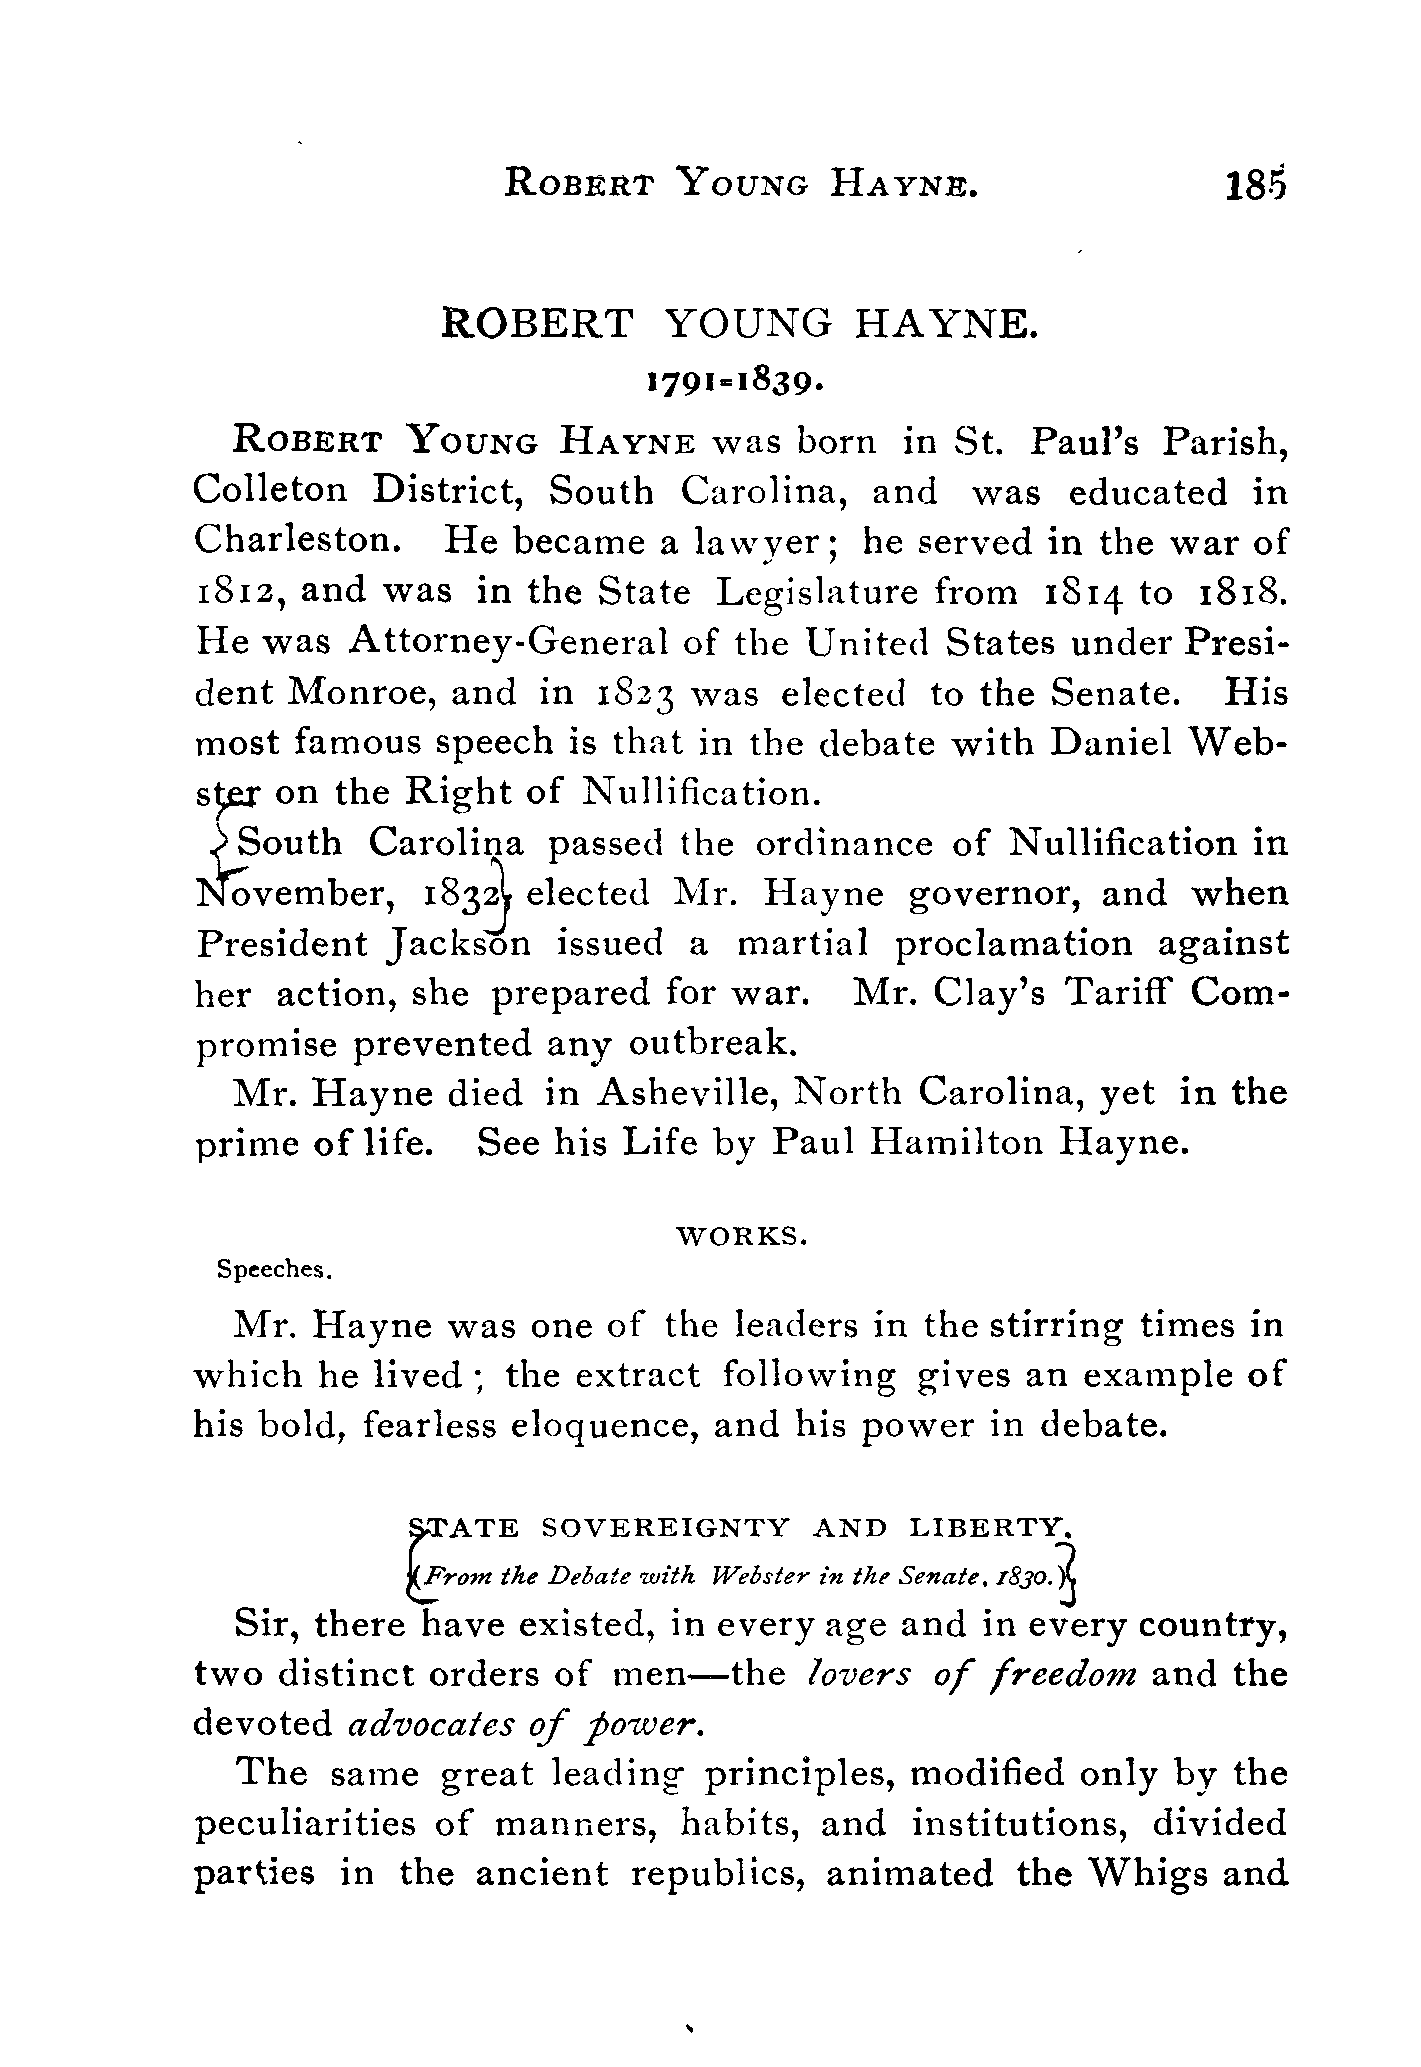 ROBERT YOUNG HAYNE. 185
ROBERT YOUNG HAYNE.
1791-1839.
ROBERT YOUNG HAYNE was born in St. Paul's Parish,
Colleton District, South Carolina, and was educated in
Charleston. He became a lawyer; he served in the war of
1812, and was in the State Legislature from 1814 to 1818.
He was Attorney-General of the United States under Presi-
dent Monroe, and in 1823 was elected to the Senate. His
most famous speech is that in the debate with Daniel Web-
ster on the Right of Nullification.
South Carolina passed the ordinance of Nullification in
November, 1832, elected Mr. Hayne governor, and when
President Jackson issued a martial proclamation against
her action, she prepared for war. Mr. Clay's Tariff Com-
promise prevented any outbreak.
Mr. Hayne died in Asheville, North Carolina, yet in the
prime of life. See his Life by Paul Hamilton Hayne.
WORKS.
Speeches.
Mr. Hayne was one of the leaders in the stirring times in
which he lived; the extract following gives an example of
his bold, fearless eloquence, and his power in debate.
STATE SOVEREIGNTY AND LIBERTY.
(From the Debate with Webster in the Senate, 1830.)
Sir, there have existed, in every age and in every country,
two distinct orders of men—the lovers of freedom and the
devoted advocates of power.
The same great leading principles, modified only by the
peculiarities of manners, habits, and institutions, divided
parties in the ancient republics, animated the Whigs and